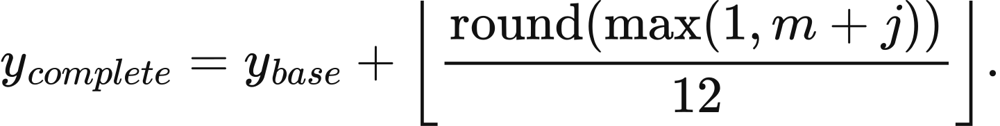 $y_{complete} = y_{base} + \left\lfloor \frac{\text{round}(\max(1, m + j))}{12} \right\rfloor.$